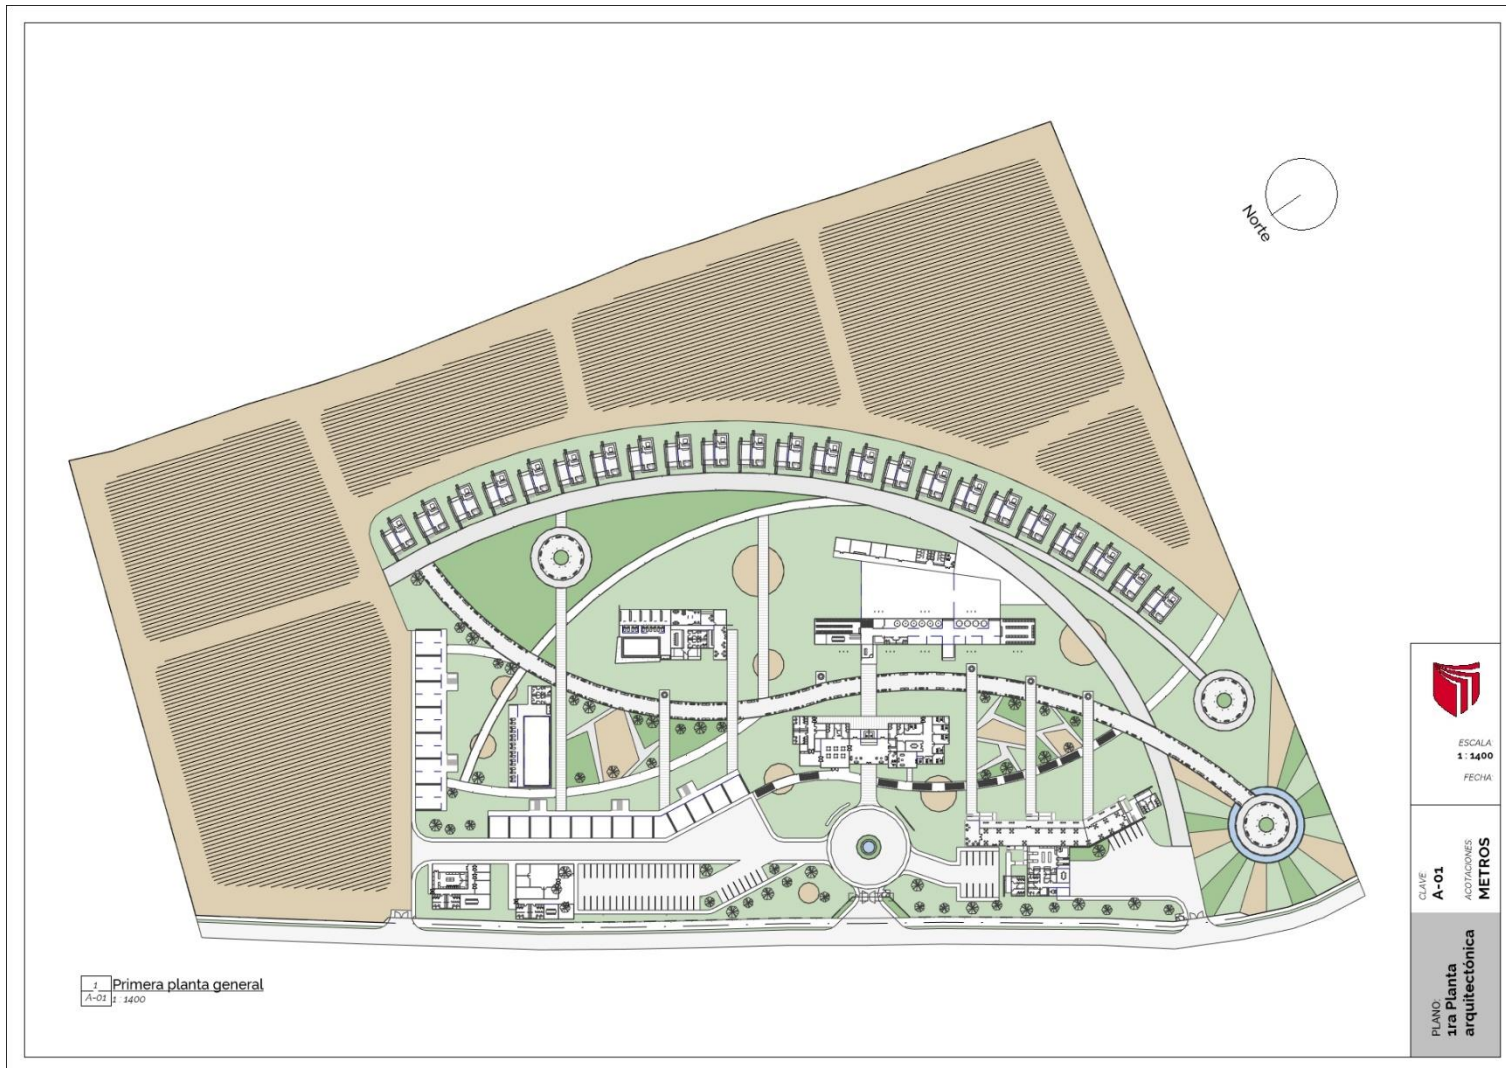 Norte
ESCALA:
1 : 1400
FECHA:
CLAVE:
A-01
ACOTACIONES:
METROS
PLANO:
1ra Planta
arquitectónica
1 Primera planta general
A-01 1 : 1400